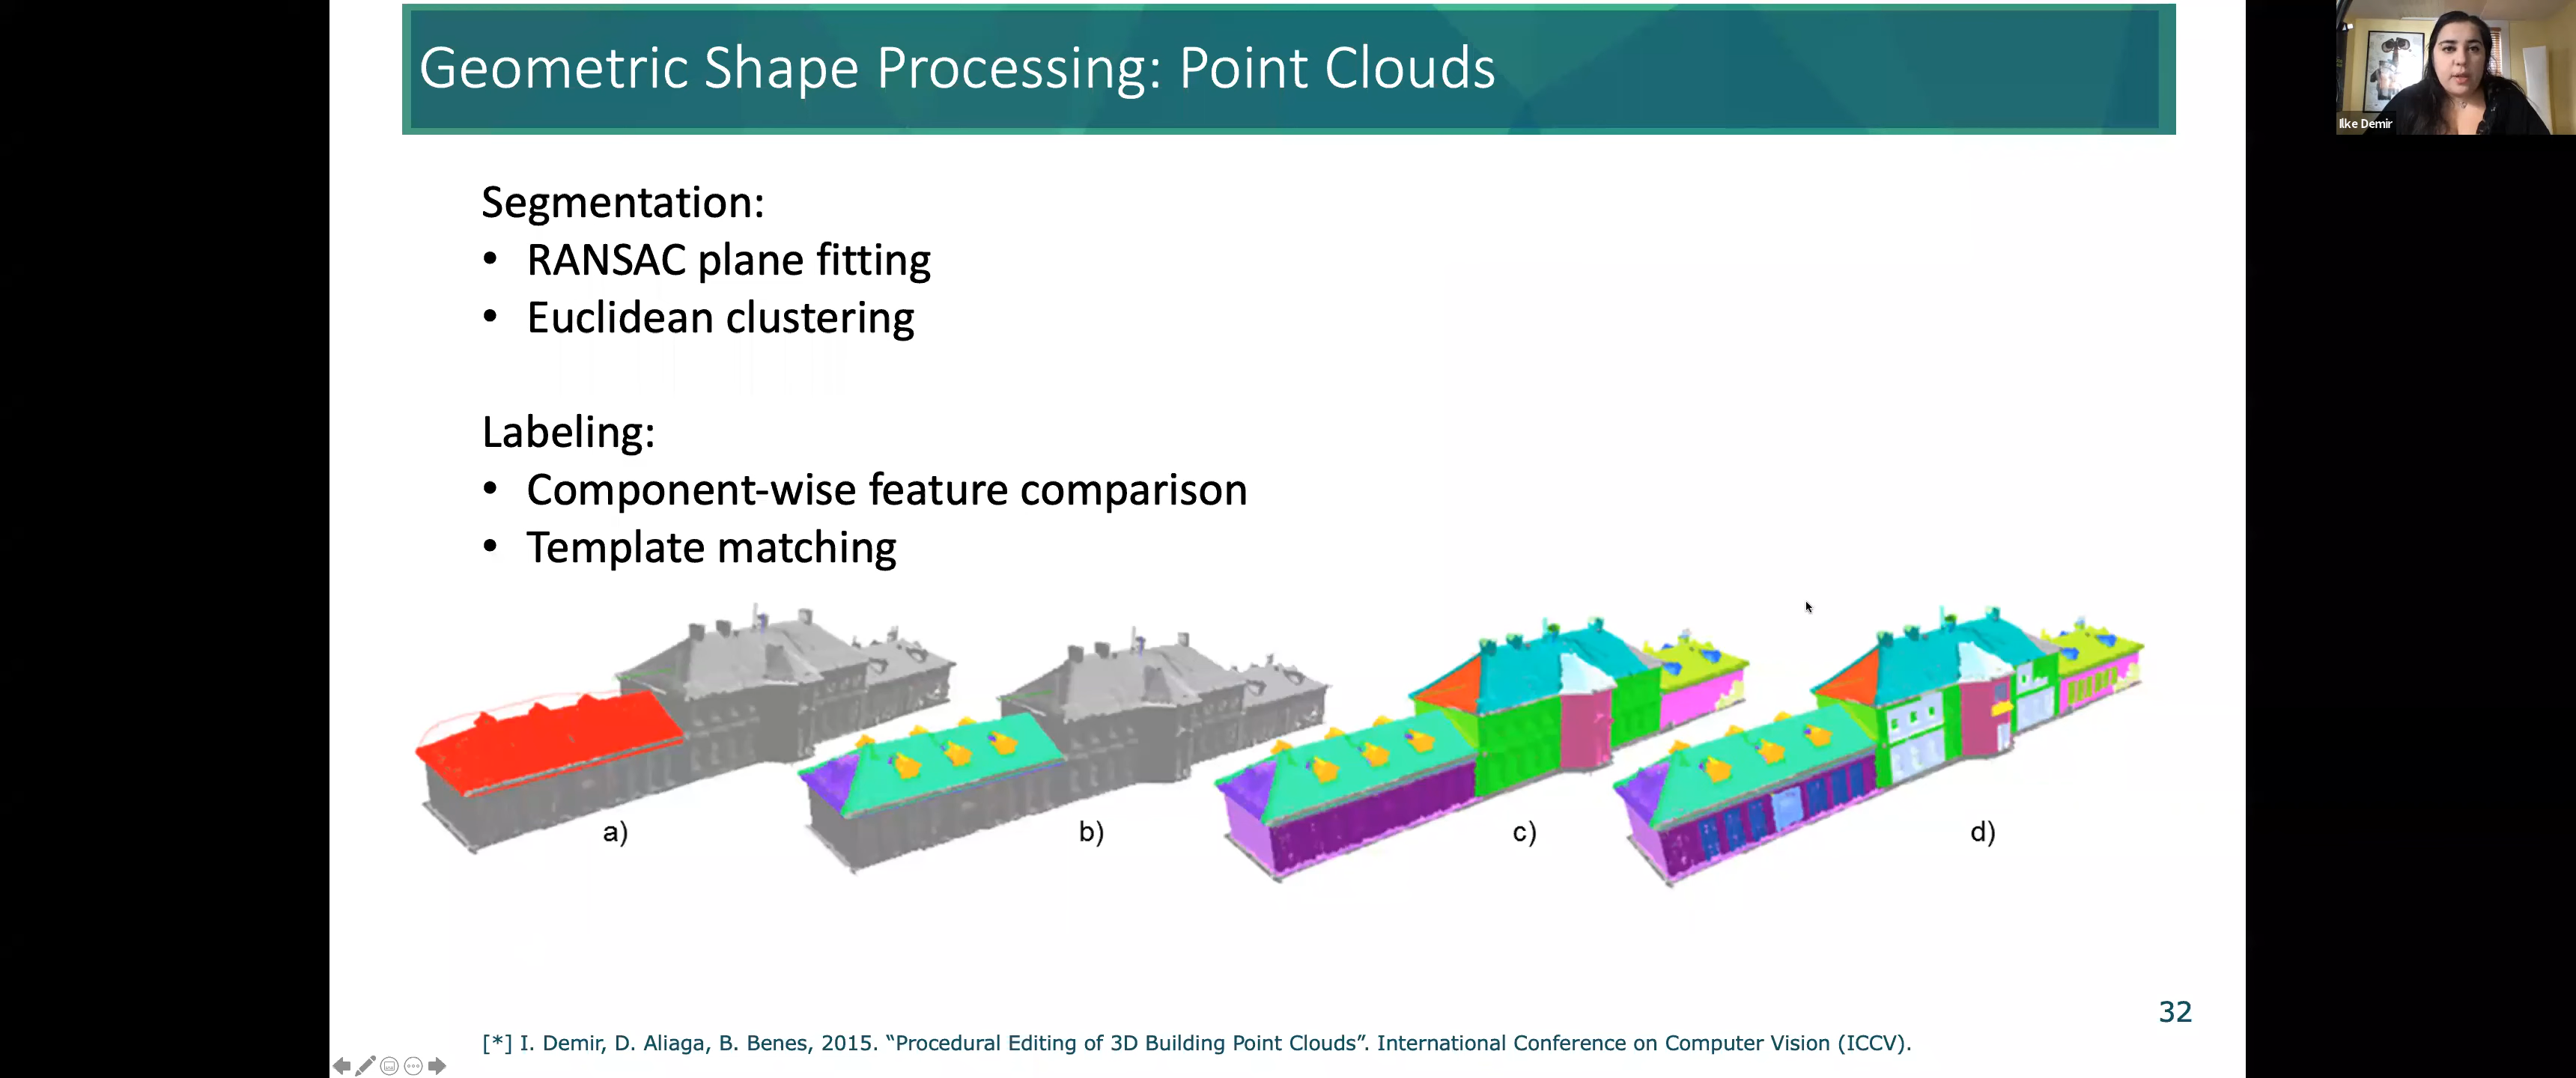 Geometric Shape Processing: Point Clouds
Ilke Demir
Segmentation:
• RANSAC plane fitting
• Euclidean clustering
Labeling:
• Component-wise feature comparison
• Template matching
a)
b)
c)
d)
32
[*] I. Demir, D. Aliaga, B. Benes, 2015. “Procedural Editing of 3D Building Point Clouds”. International Conference on Computer Vision (ICCV).